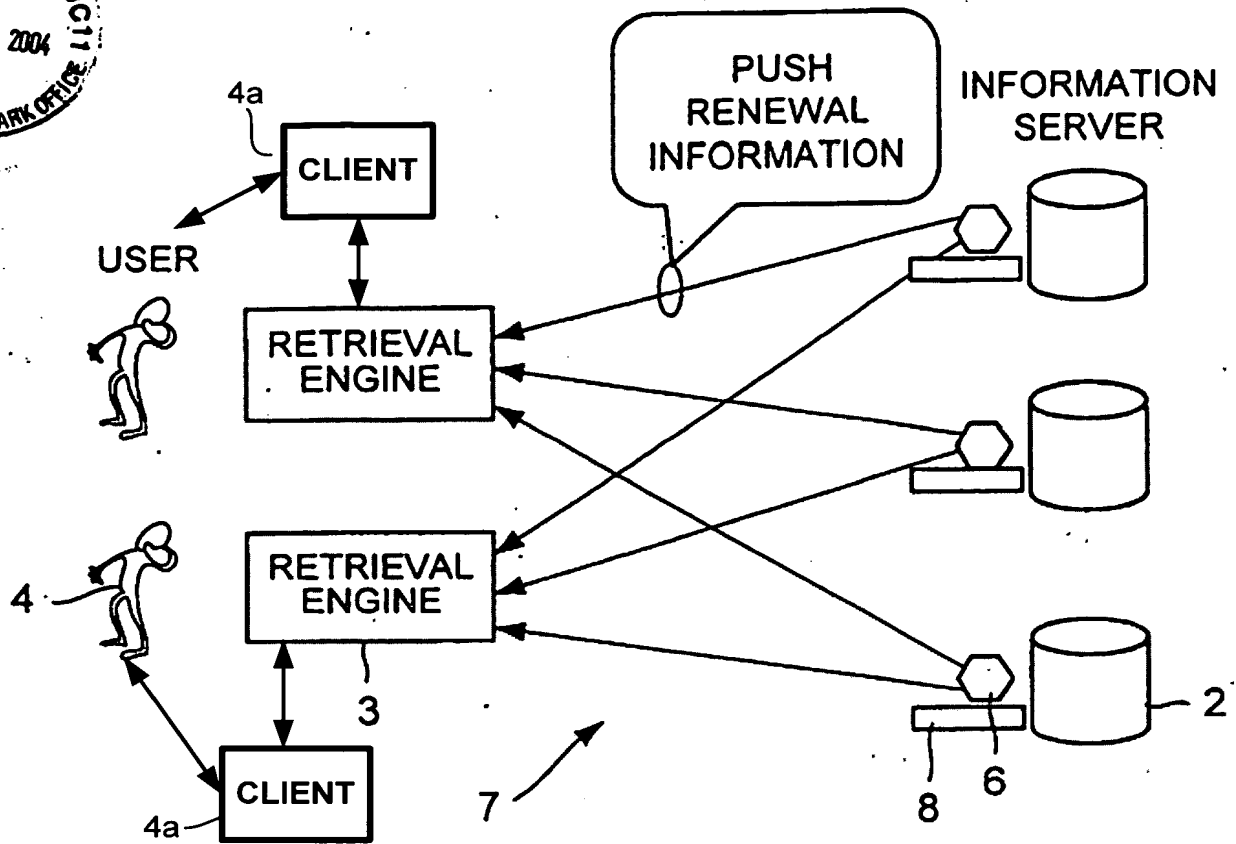 2004
PUSH
RENEWAL
INFORMATION
INFORMATION
SERVER
4a
CLIENT
USER
RETRIEVAL
ENGINE
RETRIEVAL
ENGINE
4
3
2
CLIENT
4a
7
8
6